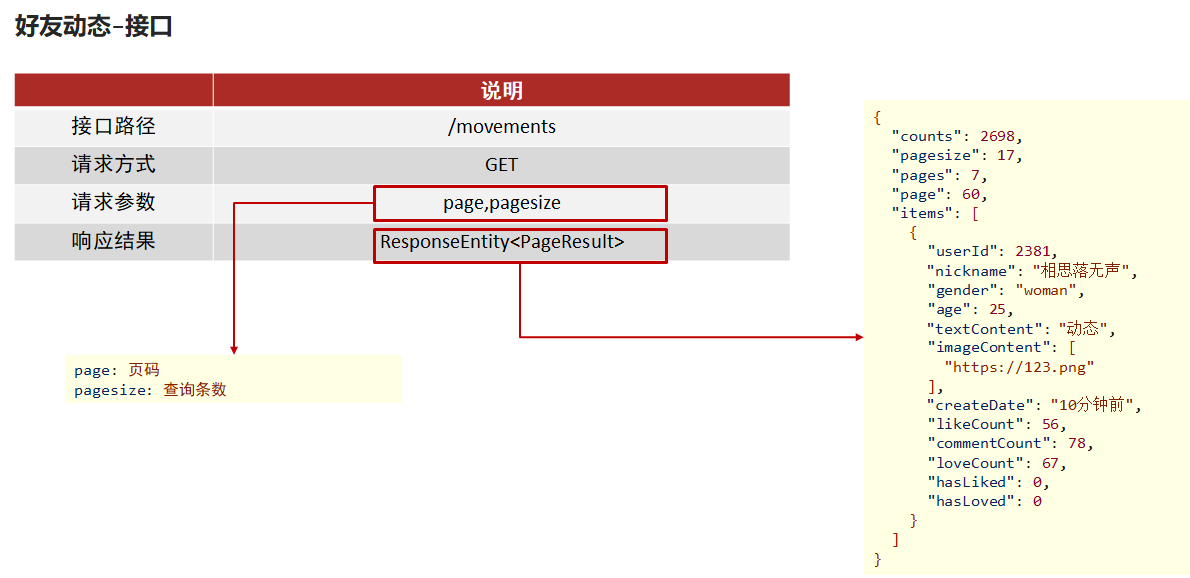 好友动态-接口
说明
接口路径 /movements
请求方式 GET
请求参数 page,pagesize
响应结果 ResponseEntity<PageResult>
page: 页码
pagesize: 查询条数
{
"counts": 2698,
"pagesize": 17,
"pages": 7,
"page": 60,
"items": [
{
"userId": 2381,
"nickname": "相思落无声",
"gender": "woman",
"age": 25,
"textContent": "动态",
"imageContent": [
"https://123.png"
],
"createDate": "10分钟前",
"likeCount": 56,
"commentCount": 78,
"loveCount": 67,
"hasLiked": 0,
"hasLoved": 0
}
]
}